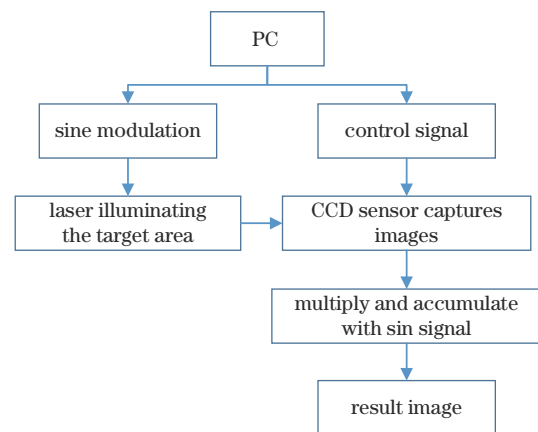 PC
sine modulation
control signal
laser illuminating
the target area
CCD sensor captures
images
multiply and accumulate
with sin signal
result image